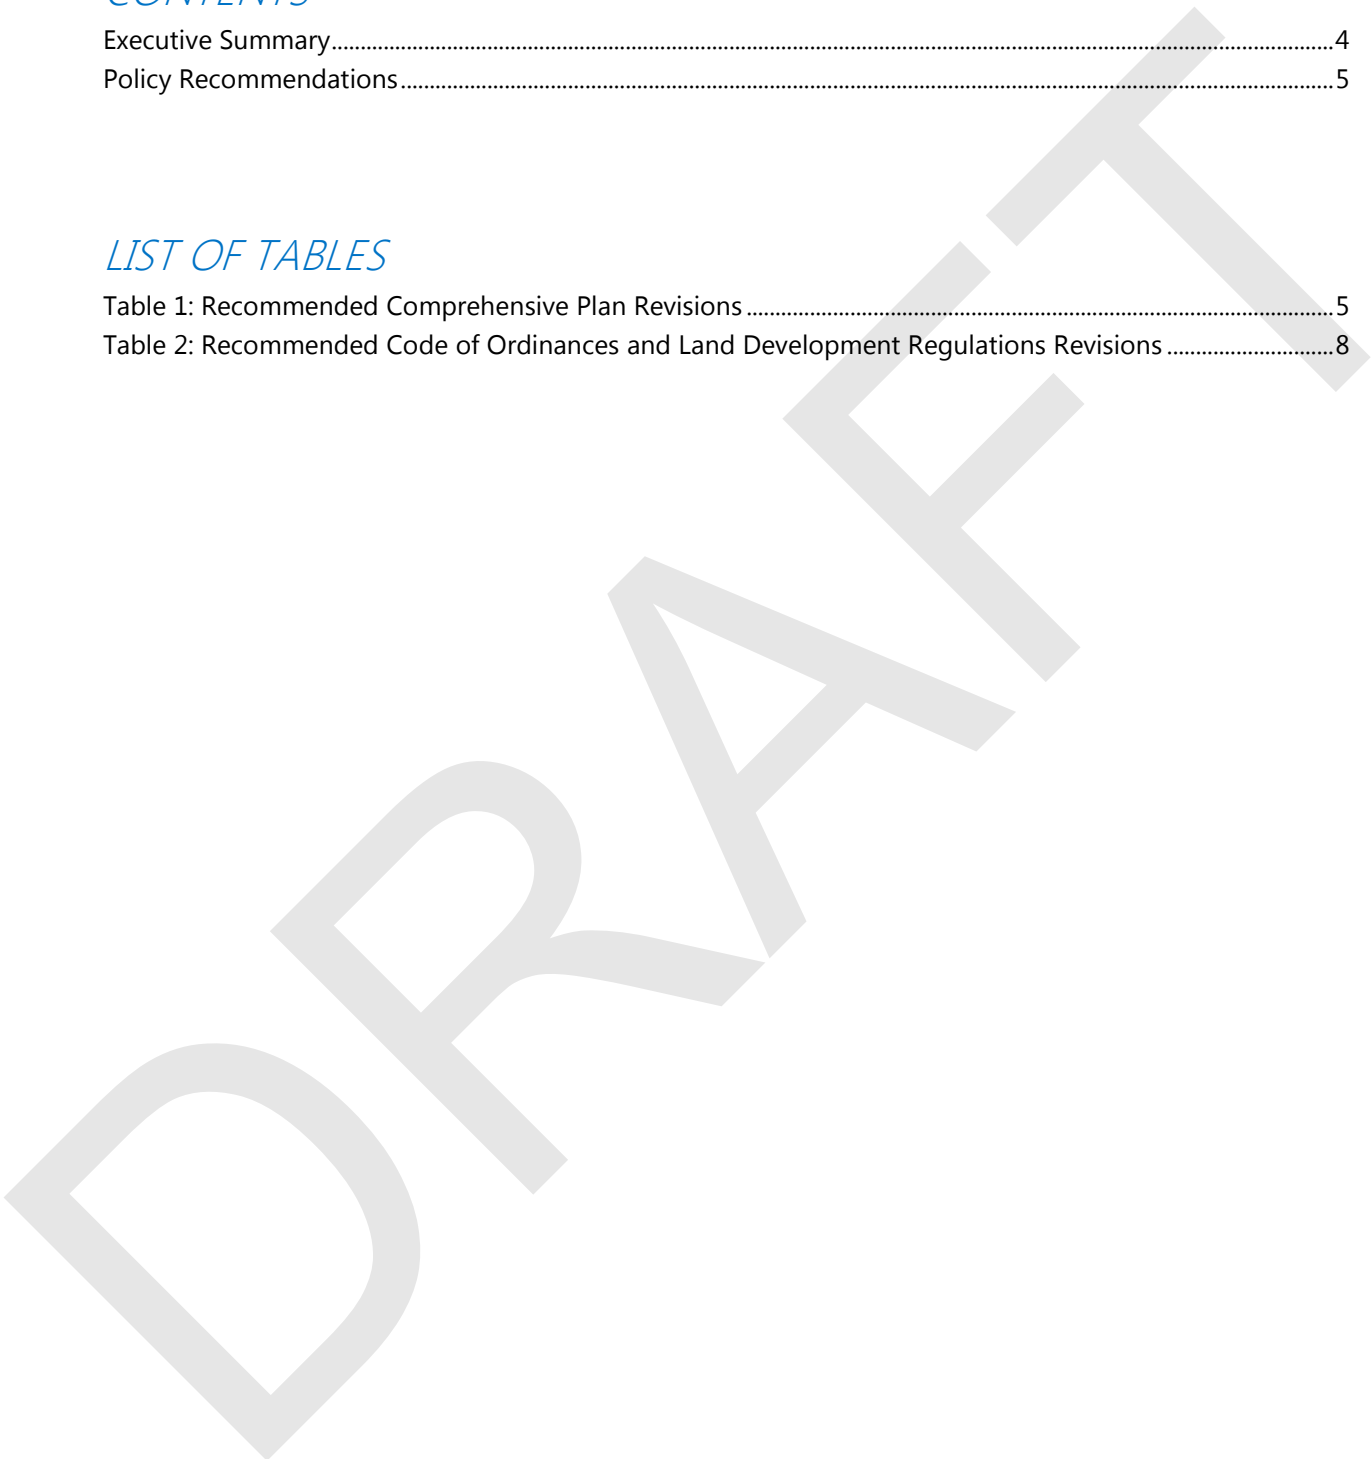 CONTENTS
Executive Summary....................4
Policy Recommendations....................5
LIST OF TABLES
Table 1: Recommended Comprehensive Plan Revisions....................5
Table 2: Recommended Code of Ordinances and Land Development Regulations Revisions....................8
DRAFT